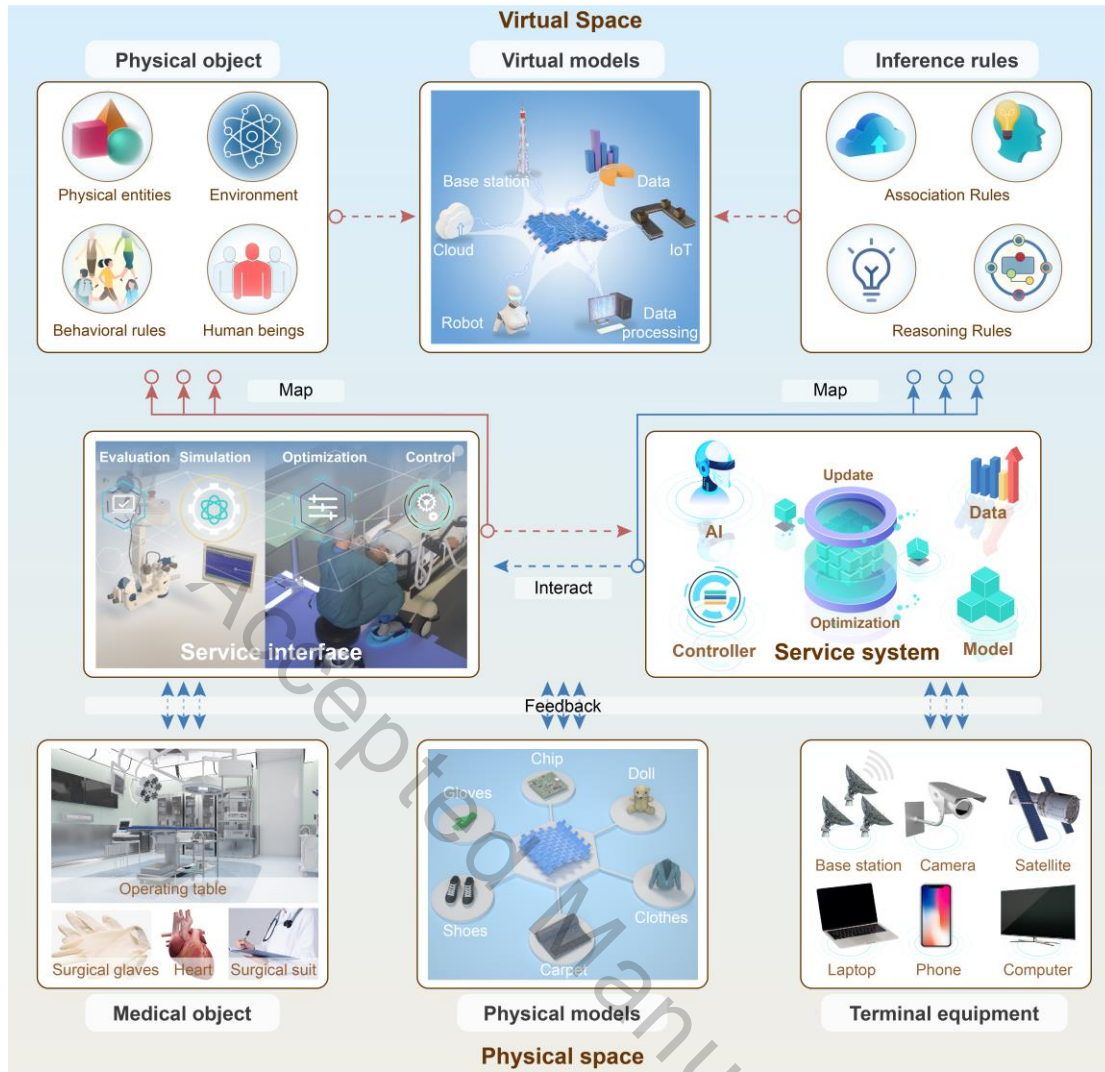 Virtual Space
Physical object
Virtual models
Inference rules
Physical entities
Environment
Behavioral rules
Human beings
Base station
Data
Cloud
IoT
Robot
Data
processing
Association Rules
Reasoning Rules
Map
Map
Evaluation
Simulation
Optimization
Control
Service interface
Interact
AI
Update
Data
Controller
Optimization
Service system
Model
Feedback
Operating table
Surgical gloves
Heart
Surgical suit
Medical object
Chip
Gloves
Doll
Shoes
Clothes
Carpet
Physical models
Base station
Camera
Satellite
Laptop
Phone
Computer
Terminal equipment
Physical space
Accepted Manu